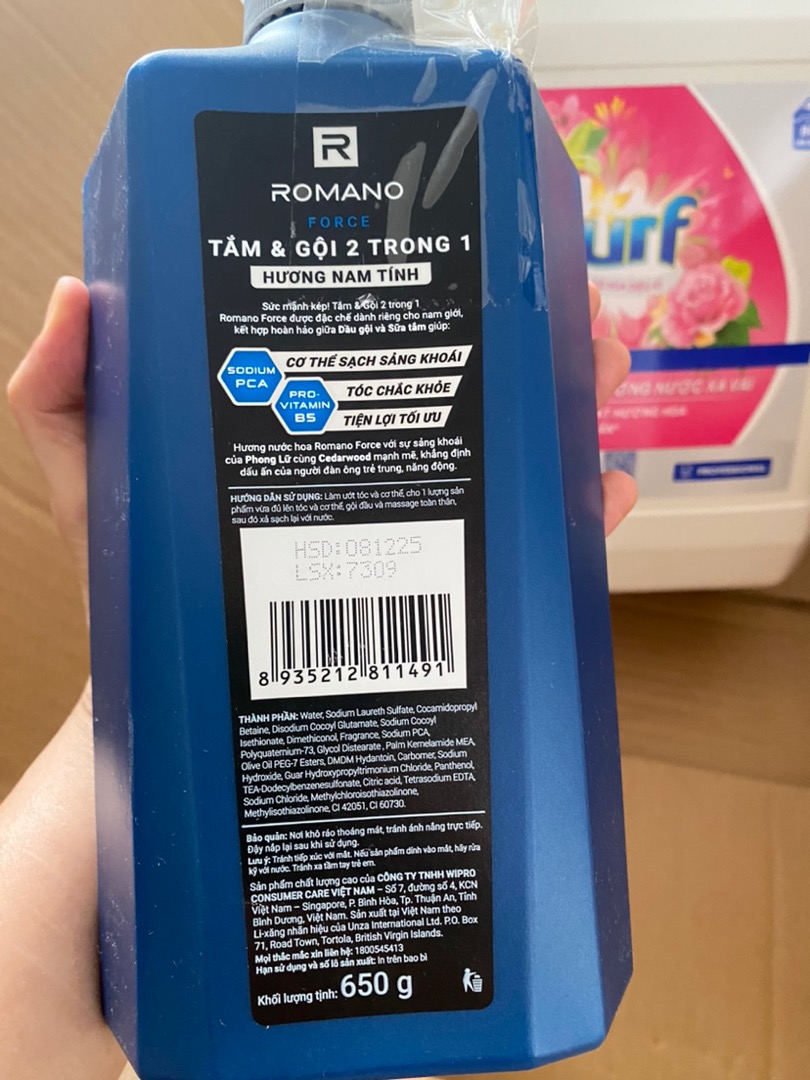 R
ROMANO
FORCE
TẮM & GỘI 2 TRONG 1
HƯƠNG NAM TÍNH
Sức mạnh kép! Tắm & Gội 2 trong 1
Romano Force được đặc chế dành riêng cho nam giới,
kết hợp hoàn hảo giữa Dầu gội và Sữa tắm giúp:
SODIUM
PCA
CƠ THỂ SẠCH SẢNG KHOÁI
PRO-
VITAMIN
B5
TÓC CHẮC KHỎE
TIỆN LỢI TỐI ƯU
Hương nước hoa Romano Force với sự sảng khoái
của Phong Lữ cùng Cedarwood mạnh mẽ, khẳng định
dấu ấn của người đàn ông trẻ trung, năng động.
HƯỚNG DẪN SỬ DỤNG: Làm ướt tóc và cơ thể, cho 1 lượng sản
phẩm vừa đủ lên tóc và cơ thể, gội đầu và massage toàn thân,
sau đó xả sạch lại với nước.
HSD:081225
LSX:7309
8 935212 811491
THÀNH PHẦN: Water, Sodium Laureth Sulfate, Cocamidopropyl
Betaine, Disodium Cocoyl Glutamate, Sodium Cocoyl
Isethionate, Dimethiconol, Fragrance, Sodium PCA,
Polyquaternium-73, Glycol Distearate, Palm Kernelamide MEA,
Olive Oil PEG-7 Esters, DMDM Hydantoin, Carbomer, Sodium
Hydroxide, Guar Hydroxypropyltrimonium Chloride, Panthenol,
TEA-Dodecylbenzenesulfonate, Citric acid, Tetrasodium EDTA,
Sodium Chloride, Methylchloroisothiazolinone,
Methylisothiazolinone, CI 42051, CI 60730.
Bảo quản: Nơi khô ráo thoáng mát, tránh ánh nắng trực tiếp.
Đậy nắp lại sau khi sử dụng.
Lưu ý: Tránh tiếp xúc với mắt. Nếu sản phẩm dính vào mắt, hãy rửa
kỹ với nước. Tránh xa tầm tay trẻ em.
Sản phẩm chất lượng cao của CÔNG TY TNHH WIPRO
CONSUMER CARE VIỆT NAM – Số 7, đường số 4, KCN
Việt Nam – Singapore, P. Bình Hòa, Tp. Thuận An, Tỉnh
Bình Dương, Việt Nam. Sản xuất tại Việt Nam theo
Li-xăng nhãn hiệu của Unza International Ltd. P.O. Box
71, Road Town, Tortola, British Virgin Islands.
Mọi thắc mắc xin liên hệ: 1800545413
Hạn sử dụng và số lô sản xuất: In trên bao bì
Khối lượng tịnh: 650 g
urf
NƯỚC XẢ VẢI
HƯƠNG HOA
PROFESSIONAL